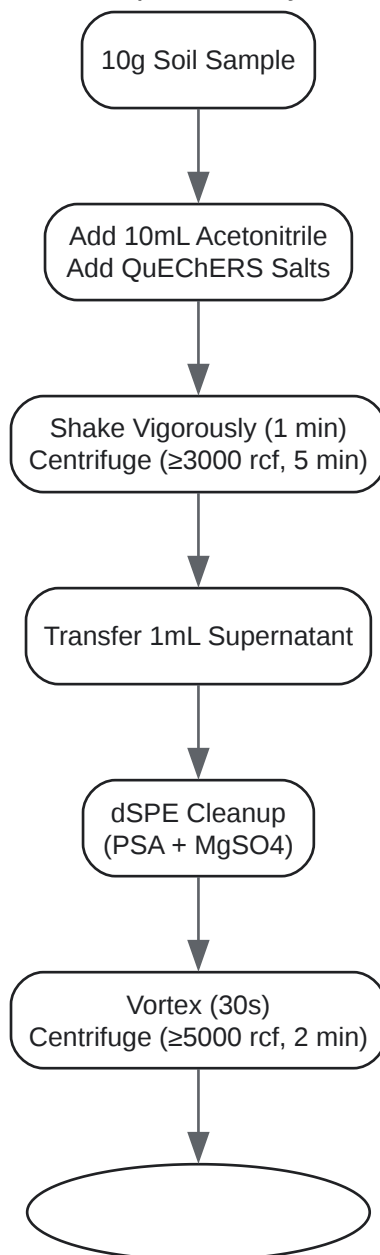 10g Soil Sample
Add 10mL Acetonitrile
Add QuEChERS Salts
Shake Vigorously (1 min)
Centrifuge (≥3000 rcf, 5 min)
Transfer 1mL Supernatant
dSPE Cleanup
(PSA + MgSO4)
Vortex (30s)
Centrifuge (≥5000 rcf, 2 min)